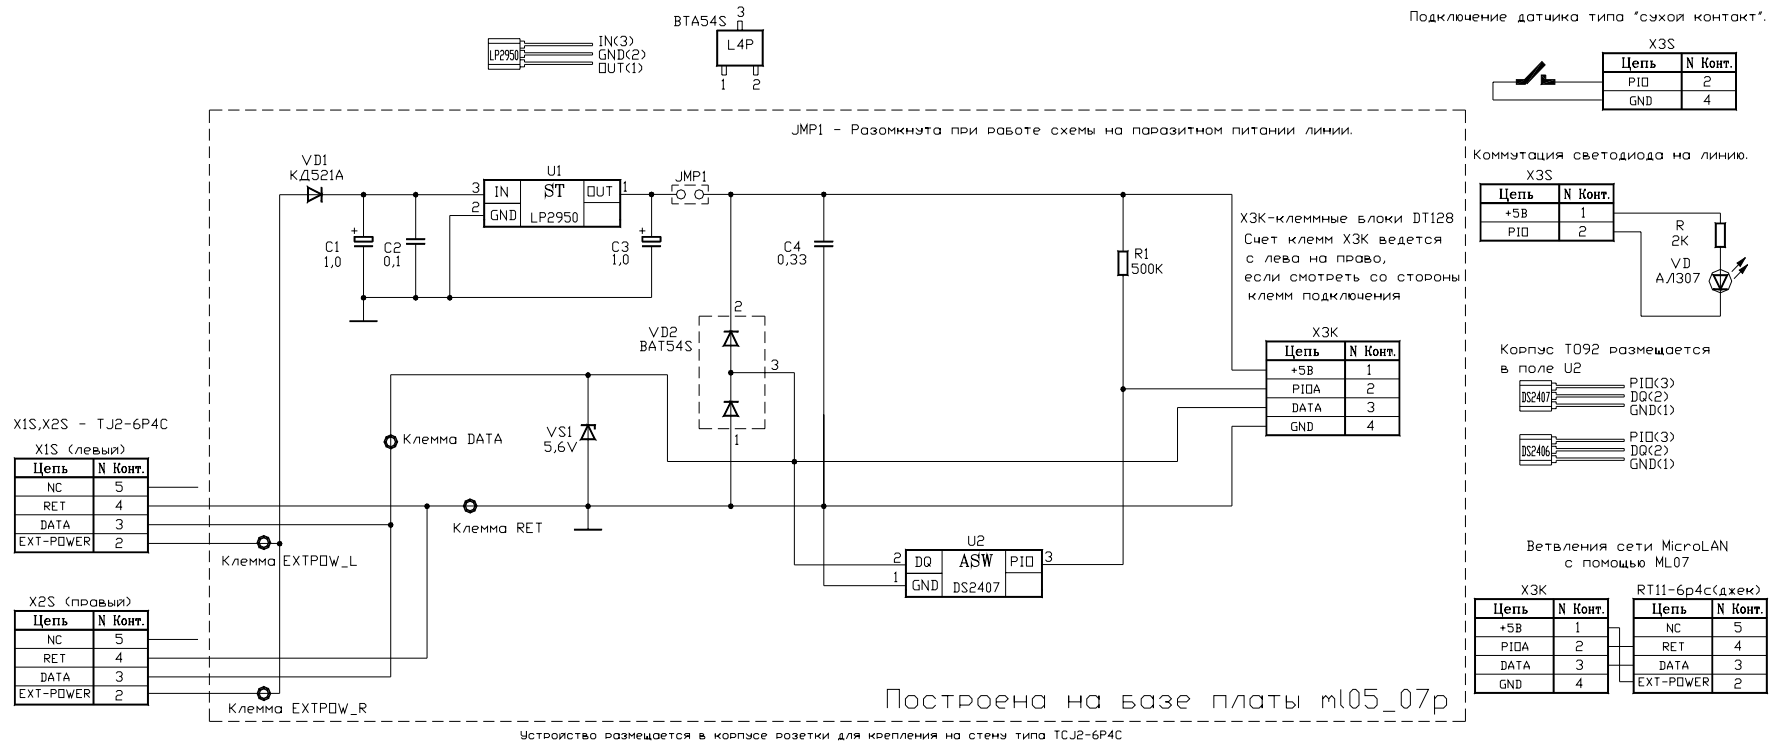 BTA54S
3
L4P
1 2
LP2950
IN(3)
GND(2)
OUT(1)
Подключение датчика типа "сухой контакт".
X3S
Цепь N Конт.
PIO 2
GND 4
JMP1 - Разомкнута при работе схемы на паразитном питании линии.
Коммутация светодиода на линию.
X3S
Цепь N Конт.
+5В 1
PIO 2
R
2K
VD
АЛ307
VD1
КД521А
C1
1,0
C2
0,1
U1
3 IN ST OUT 1
2 GND LP2950
C3
1,0
JMP1
C4
0,33
R1
500K
X3K-клеммные блоки DT128
Счет клемм X3K ведется
с лева на право,
если смотреть со стороны
клемм подключения
VD2
BAT54S
2
3
1
X3K
Цепь N Конт.
+5В 1
PIOA 2
DATA 3
GND 4
Корпус TO92 размещается
в поле U2
DS2407
PIO(3)
DQ(2)
GND(1)
DS2406
PIO(3)
DQ(2)
GND(1)
X1S,X2S - TJ2-6P4C
X1S (левый)
Цепь N Конт.
NC 5
RET 4
DATA 3
EXT-POWER 2
Клемма DATA
VS1
5,6V
Клемма RET
Клемма EXTPOW_L
U2
2 DQ ASW PIO 3
1 GND DS2407
X2S (правый)
Цепь N Конт.
NC 5
RET 4
DATA 3
EXT-POWER 2
Клемма EXTPOW_R
Ветвления сети MicroLAN
с помощью ML07
X3K
Цепь N Конт.
+5В 1
PIOA 2
DATA 3
GND 4
RT11-6p4c(джек)
Цепь N Конт.
NC 5
RET 4
DATA 3
EXT-POWER 2
Построена на базе платы ml05_07p
Устройство размещается в корпусе розетки для крепления на стену типа TCJ2-6P4C